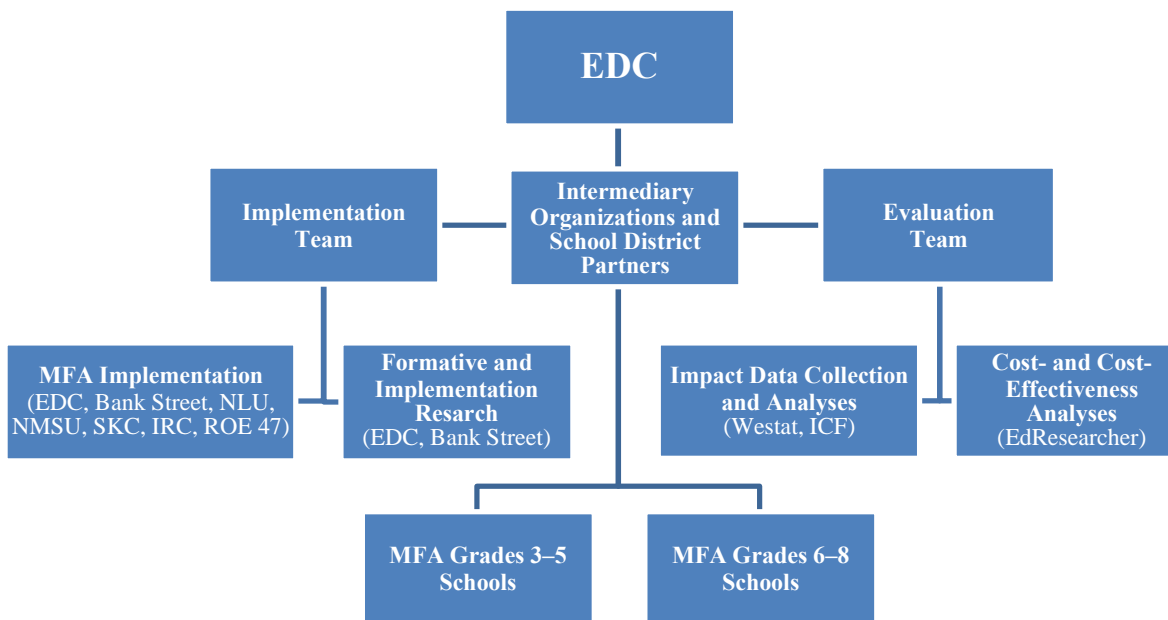 EDC
Implementation
Team
Intermediary
Organizations and
School District
Partners
Evaluation
Team
MFA Implementation
(EDC, Bank Street, NLU,
NMSU, SKC, IRC, ROE 47)
Formative and
Implementation
Resarch
(EDC, Bank Street)
Impact Data Collection
and Analyses
(Westat, ICF)
Cost- and Cost-
Effectiveness
Analyses
(EdResearcher)
MFA Grades 3–5
Schools
MFA Grades 6–8
Schools